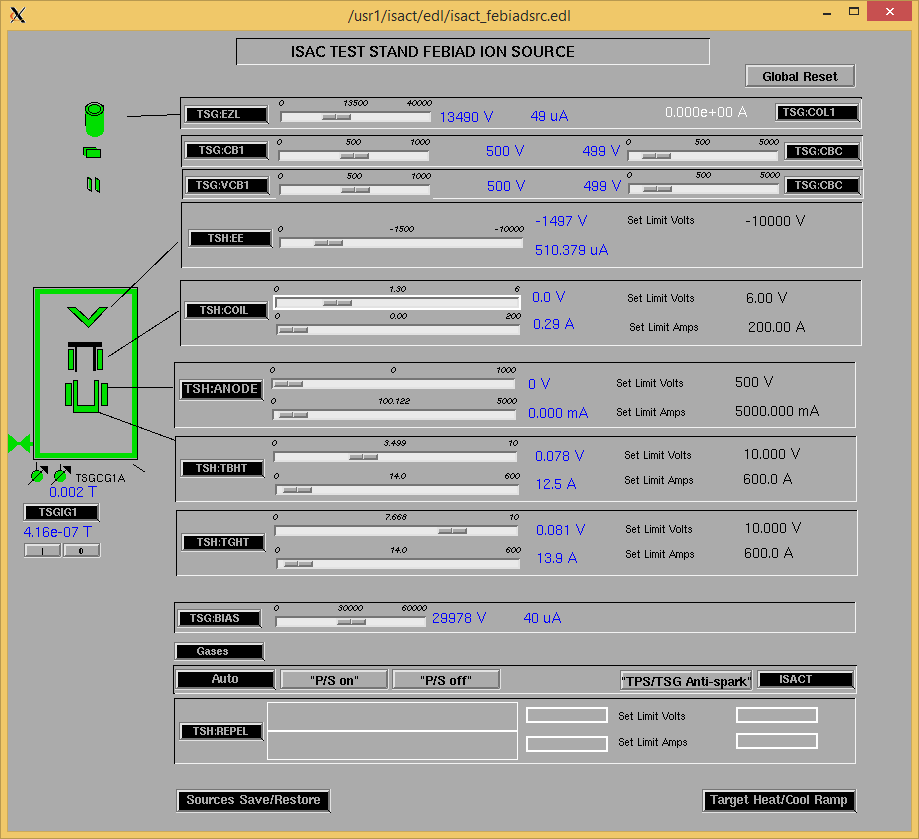 /usr1/isact/edl/isact_febiadsrc.edl
ISAC TEST STAND FEBIAD ION SOURCE
Global Reset
TSG:EZL 0 13500 40000 13490 V 49 uA 0.000e+00 A TSG:COL1
TSG:CB1 0 500 1000 500 V 499 V 0 500 5000 TSG:CBC
TSG:VCB1 0 500 1000 500 V 499 V 0 500 5000 TSG:CBC
TSH:EE 0 -1500 -10000 -1497 V Set Limit Volts -10000 V
510.379 uA
TSH:COIL 0 1.30 6 0.0 V Set Limit Volts 6.00 V
0 0.00 200 0.29 A Set Limit Amps 200.00 A
TSH:ANODE 0 0 1000 0 V Set Limit Volts 500 V
0 100.122 5000 0.000 mA Set Limit Amps 5000.000 mA
TSH:TBHT 0 3.499 10 0.078 V Set Limit Volts 10.000 V
0 14.0 600 12.5 A Set Limit Amps 600.0 A
TSGCG1A
0.002 T
TSGIG1
4.16e-07 T
I 0
TSH:TGHT 0 7.668 10 0.081 V Set Limit Volts 10.000 V
0 14.0 600 13.9 A Set Limit Amps 600.0 A
TSG:BIAS 0 30000 60000 29978 V 40 uA
Gases
Auto "P/S on" "P/S off" "TPS/TSG Anti-spark" ISACT
TSH:REPEL Set Limit Volts
Set Limit Amps
Sources Save/Restore Target Heat/Cool Ramp